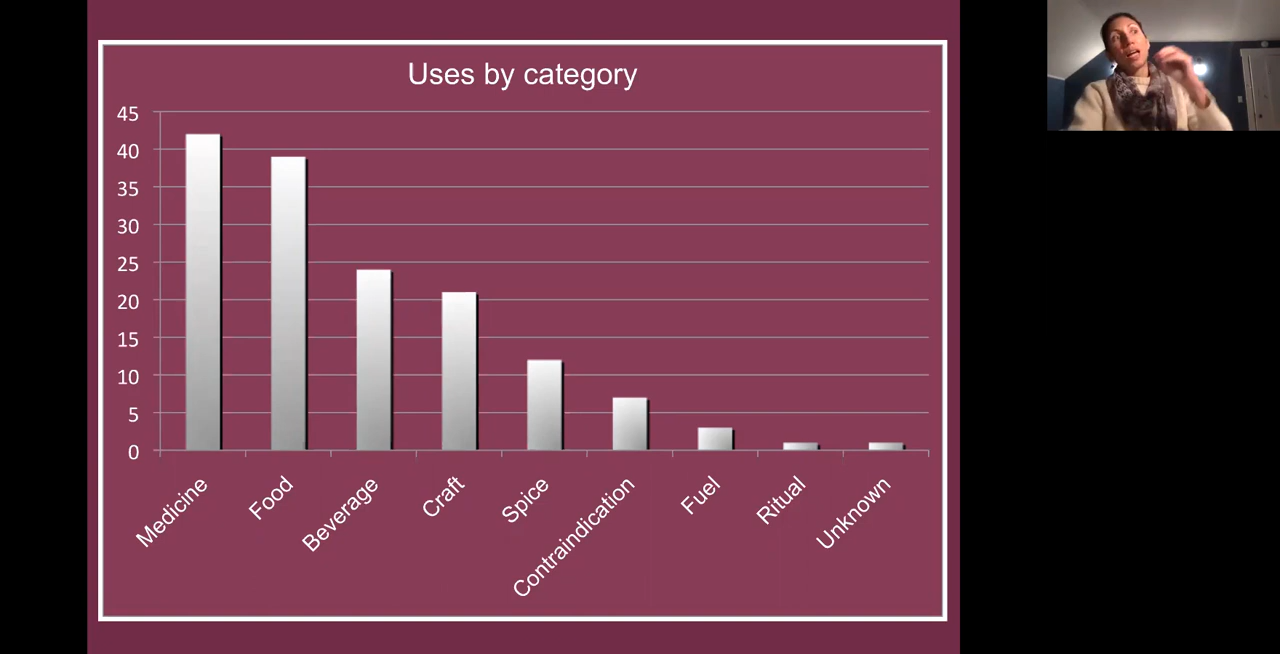 Uses by category
45
40
35
30
25
20
15
10
5
0
Medicine
Food
Beverage
Craft
Spice
Contraindication
Fuel
Ritual
Unknown